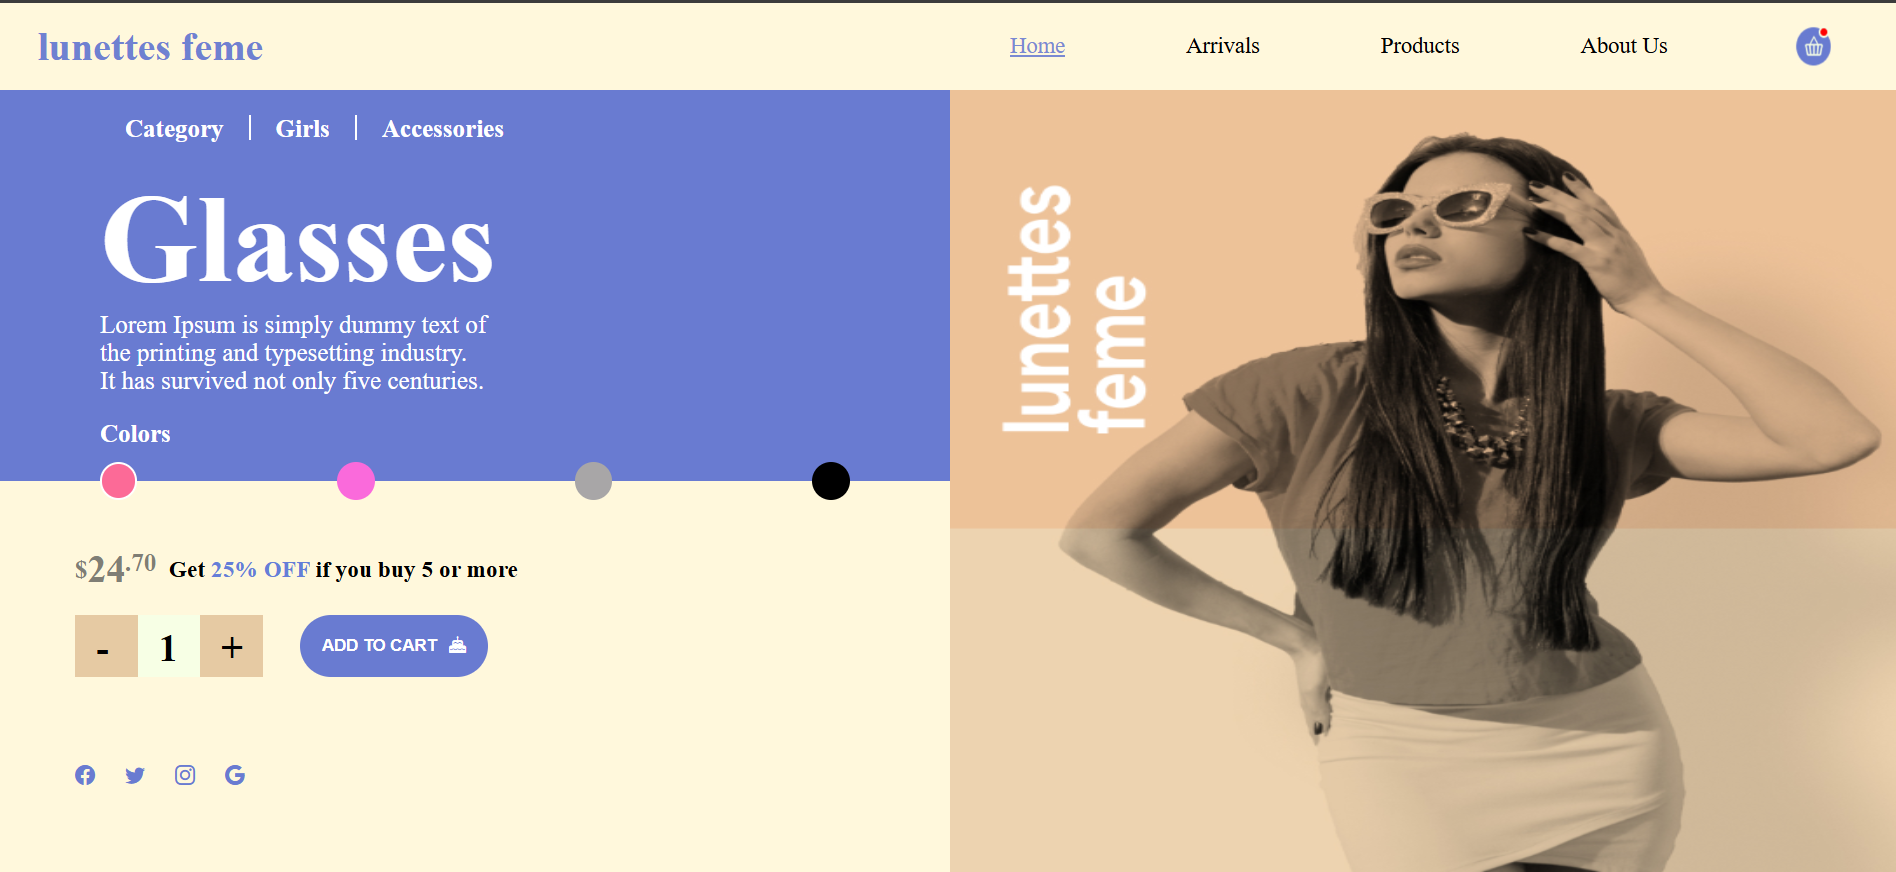 lunettes feme
Home
Arrivals
Products
About Us
Category
Girls
Accessories
Glasses
Lorem Ipsum is simply dummy text of
the printing and typesetting industry.
It has survived not only five centuries.
Colors
$24.70 Get 25% OFF if you buy 5 or more
- 1 +
ADD TO CART
lunettes
feme